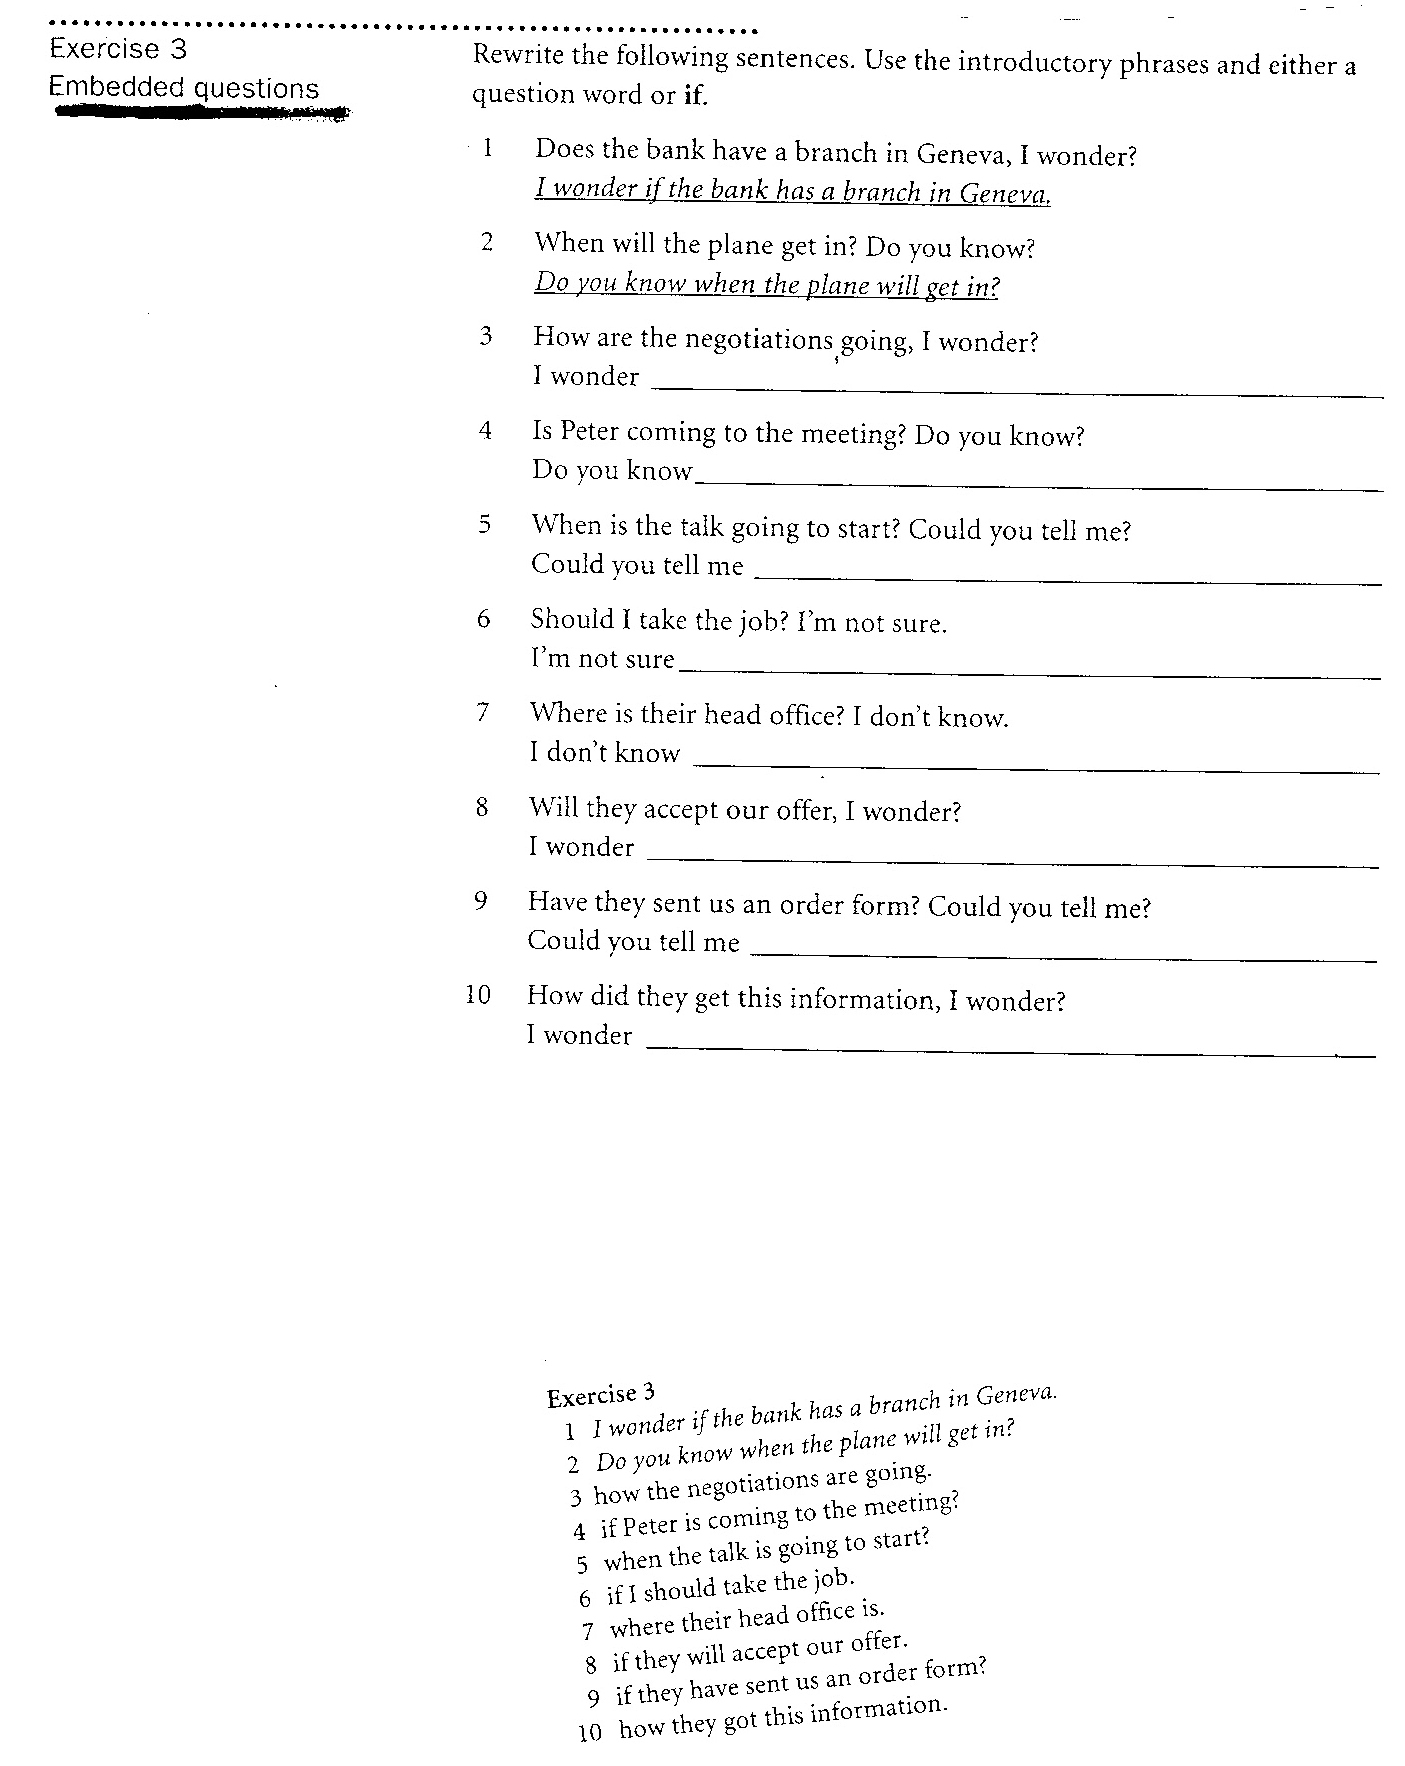 Exercise 3
Embedded questions
Rewrite the following sentences. Use the introductory phrases and either a
question word or if.
1 Does the bank have a branch in Geneva, I wonder?
I wonder if the bank has a branch in Geneva.
2 When will the plane get in? Do you know?
Do you know when the plane will get in?
3 How are the negotiations going, I wonder?
I wonder
4 Is Peter coming to the meeting? Do you know?
Do you know
5 When is the talk going to start? Could you tell me?
Could you tell me
6 Should I take the job? I'm not sure.
I'm not sure
7 Where is their head office? I don't know.
I don't know
8 Will they accept our offer, I wonder?
I wonder
9 Have they sent us an order form? Could you tell me?
Could you tell me
10 How did they get this information, I wonder?
I wonder
Exercise 3
1 I wonder if the bank has a branch in Geneva.
2 Do you know when the plane will get in?
3 how the negotiations are going.
4 if Peter is coming to the meeting?
5 when the talk is going to start?
6 if I should take the job.
7 where their head office is.
8 if they will accept our offer.
9 if they have sent us an order form?
10 how they got this information.